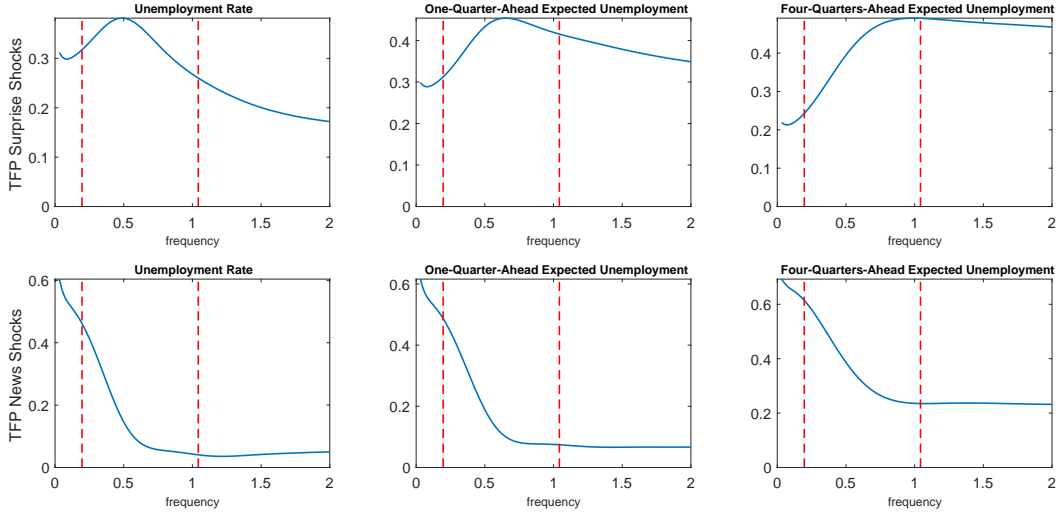 Unemployment Rate
One-Quarter-Ahead Expected Unemployment
Four-Quarters-Ahead Expected Unemployment
TFP Surprise Shocks
0.3
0.2
0.1
0
0 0.5 1 1.5 2
frequency
0.4
0.3
0.2
0.1
0
0 0.5 1 1.5 2
frequency
0.4
0.3
0.2
0.1
0
0 0.5 1 1.5 2
frequency
Unemployment Rate
One-Quarter-Ahead Expected Unemployment
Four-Quarters-Ahead Expected Unemployment
TFP News Shocks
0.6
0.4
0.2
0
0 0.5 1 1.5 2
frequency
0.6
0.4
0.2
0
0 0.5 1 1.5 2
frequency
0.6
0.4
0.2
0
0 0.5 1 1.5 2
frequency